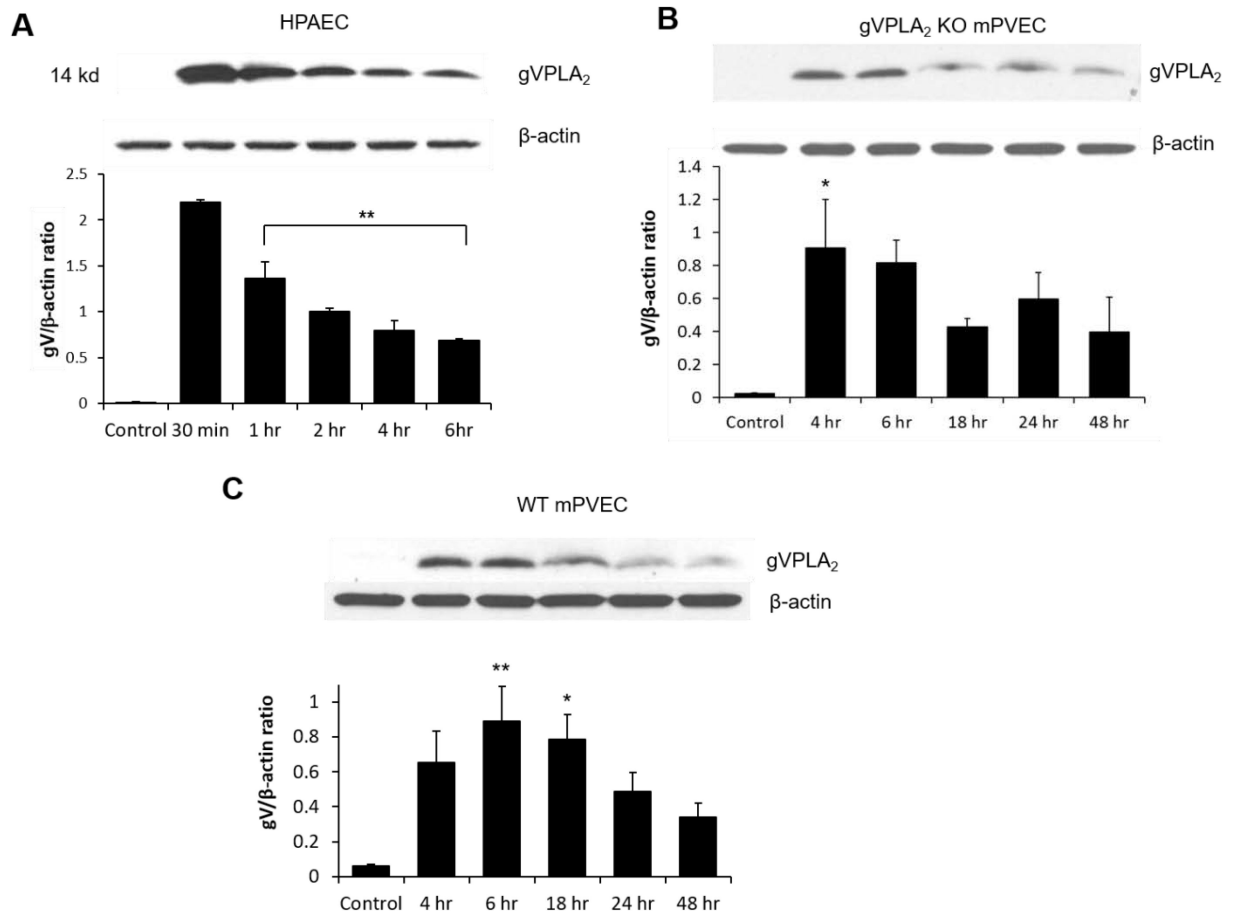 A
HPAEC
14 kd
gVPLA₂
β-actin
2.5
2
1.5
1
0.5
0
gV/β-actin ratio
**
Control 30 min 1 hr 2 hr 4 hr 6hr
B
gVPLA₂ KO mPVEC
gVPLA₂
β-actin
1.4
1.2
1
0.8
0.6
0.4
0.2
0
gV/β-actin ratio
*
Control 4 hr 6 hr 18 hr 24 hr 48 hr
C
WT mPVEC
gVPLA₂
β-actin
1
0.8
0.6
0.4
0.2
0
gV/β-actin ratio
**
*
Control 4 hr 6 hr 18 hr 24 hr 48 hr